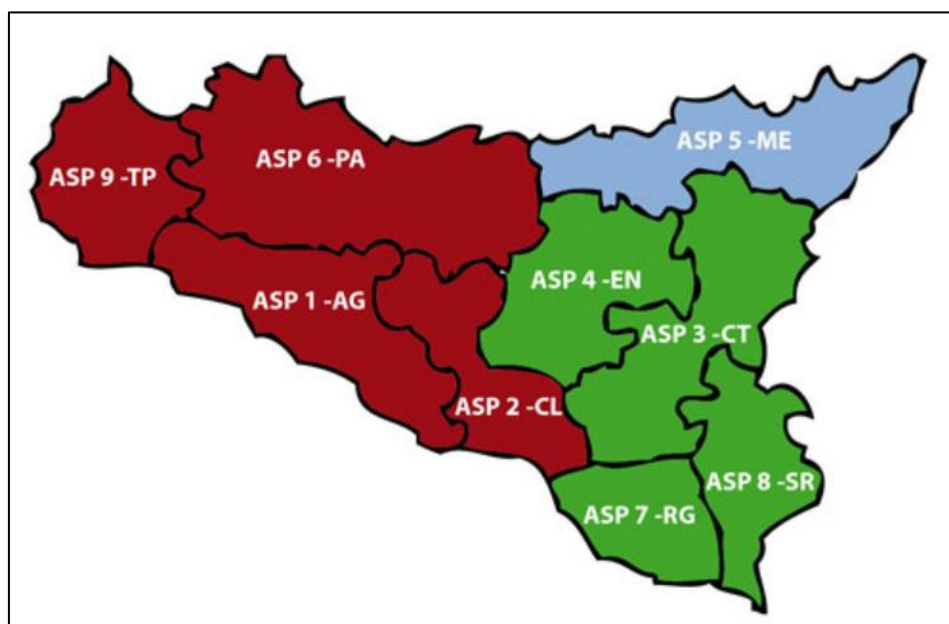 ASP 5 -ME
ASP 6 -PA
ASP 9 -TP
ASP 4 -EN
ASP 1 -AG
ASP 3 -CT
ASP 2 -CL
ASP 8 -SR
ASP 7 -RG